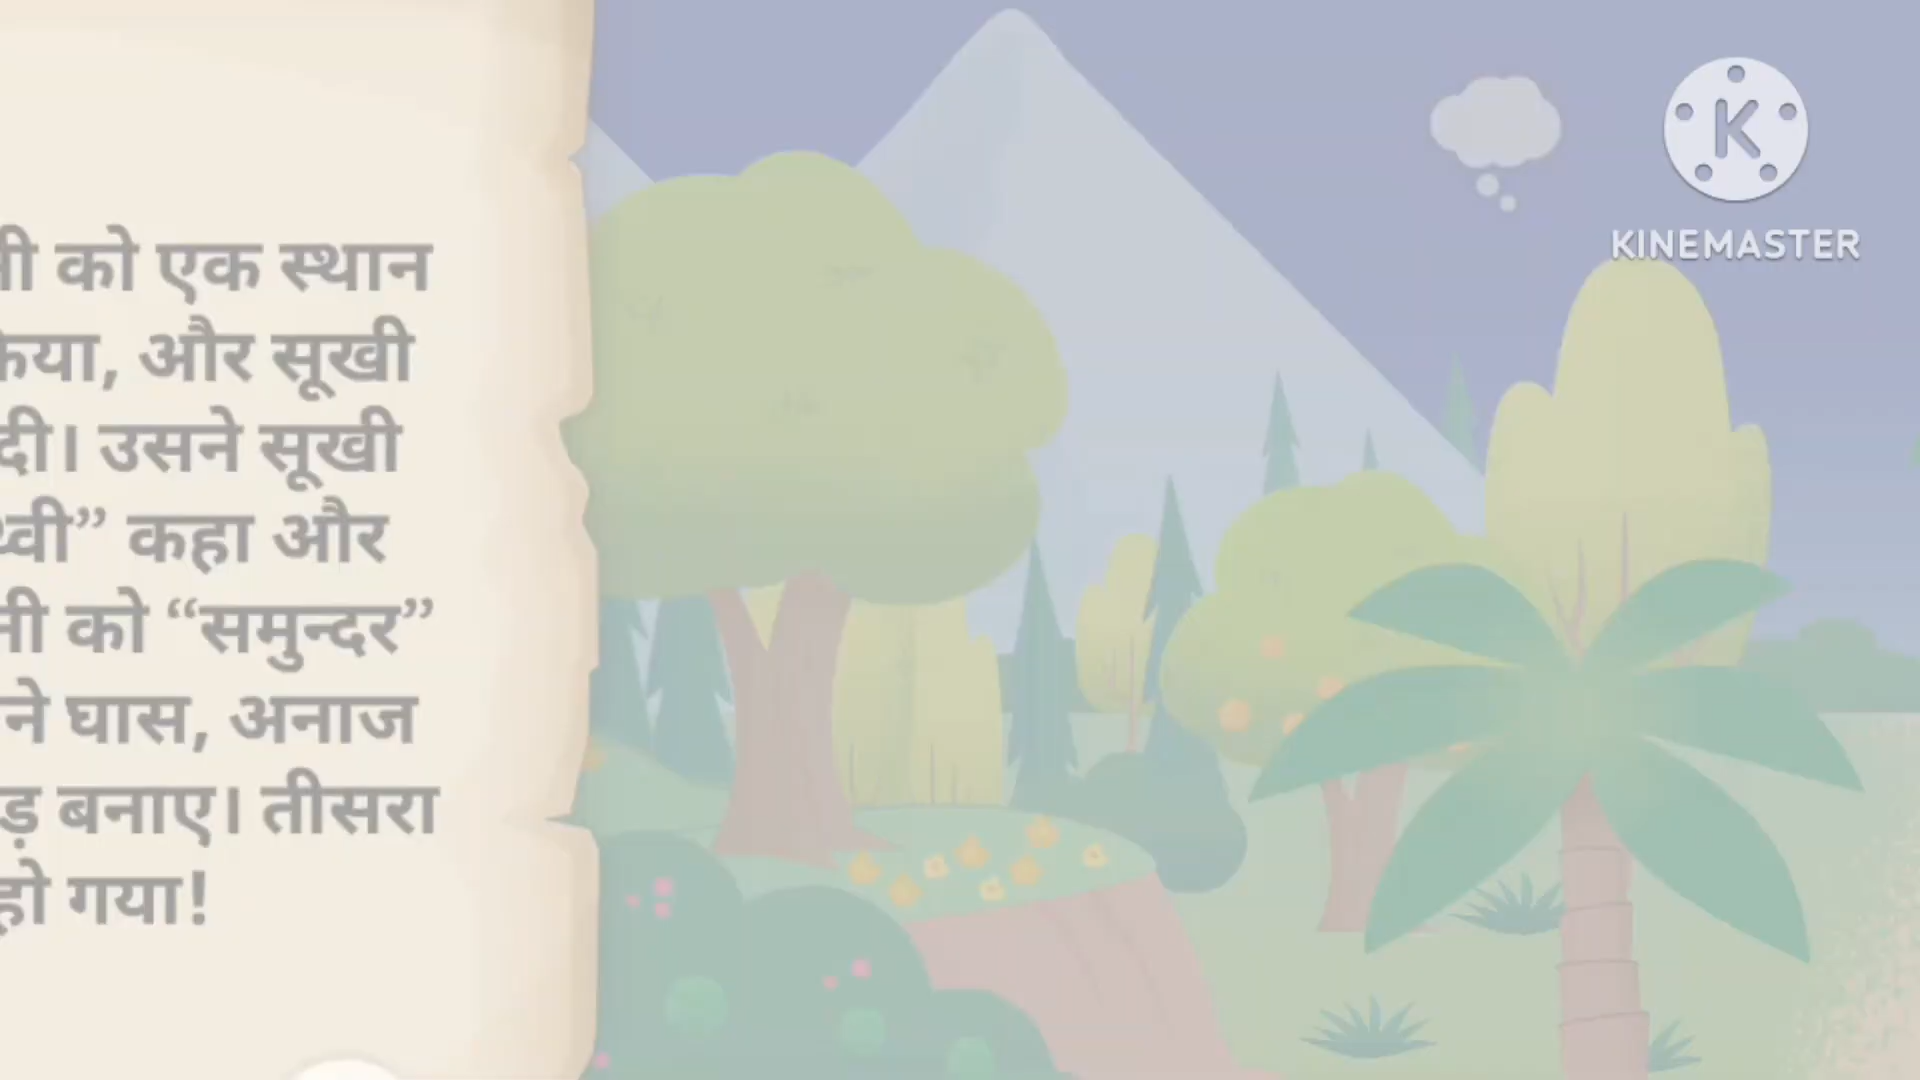 को एक स्थान
और सूखी
दी। उसने सूखी
कहा और
को “समुन्दर”
ने घास, अनाज
बनाए। तीसरा
हो गया!
KINEMASTER